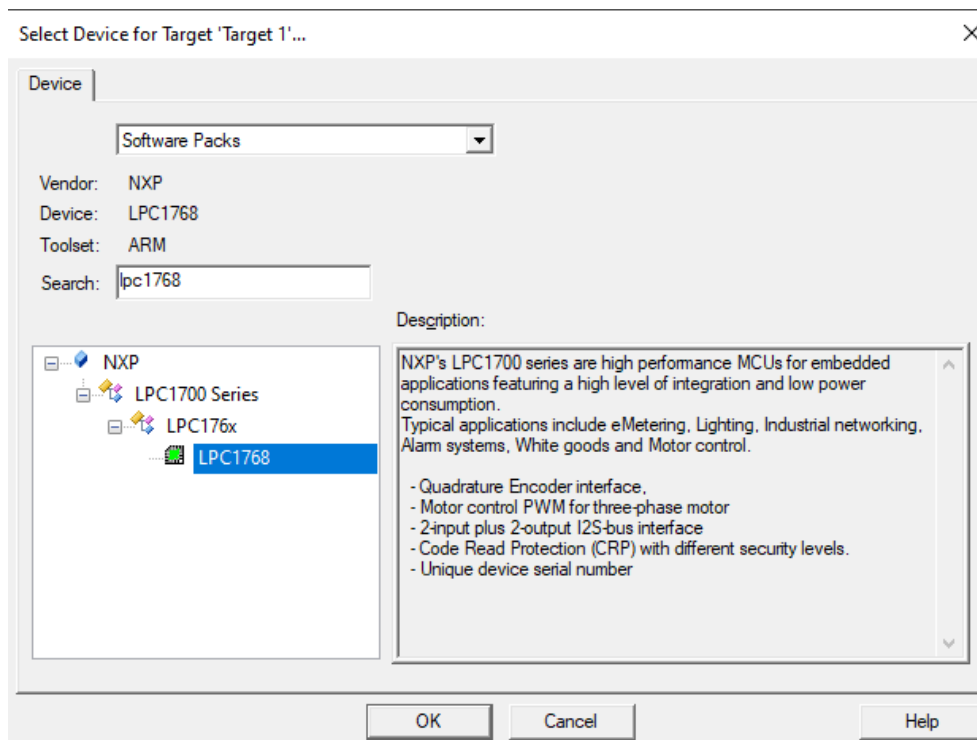 Select Device for Target 'Target 1'...
Device
Software Packs
Vendor: NXP
Device: LPC1768
Toolset: ARM
Search: lpc1768
Description:
NXP
LPC1700 Series
LPC176x
LPC1768
NXP's LPC1700 series are high performance MCUs for embedded
applications featuring a high level of integration and low power
consumption.
Typical applications include eMetering, Lighting, Industrial networking,
Alarm systems, White goods and Motor control.
- Quadrature Encoder interface,
- Motor control PWM for three-phase motor
- 2-input plus 2-output I2S-bus interface
- Code Read Protection (CRP) with different security levels.
- Unique device serial number
OK Cancel Help